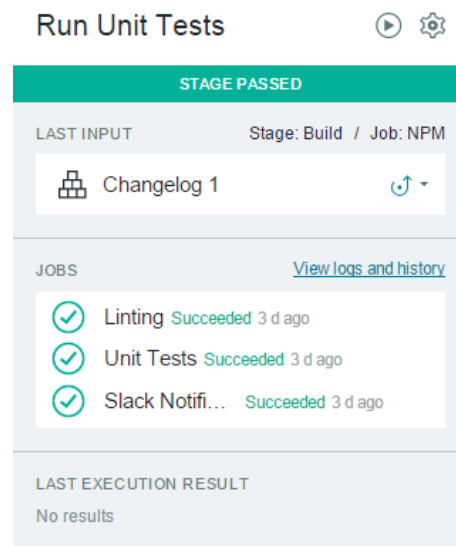 Run Unit Tests
STAGE PASSED
LAST INPUT Stage: Build / Job: NPM
Changelog 1
JOBS View logs and history
Linting Succeeded 3 d ago
Unit Tests Succeeded 3 d ago
Slack Notifi... Succeeded 3 d ago
LAST EXECUTION RESULT
No results